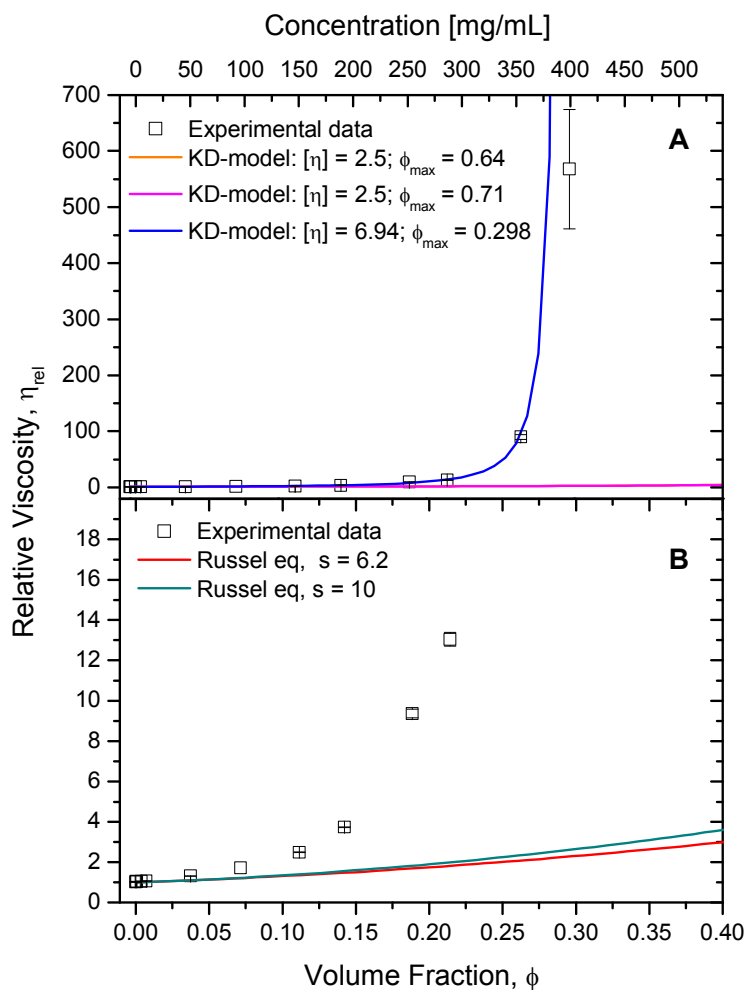 Concentration [mg/mL]
0 50 100 150 200 250 300 350 400 450 500
700
600
500
400
300
200
100
0
Experimental data
KD-model: [η] = 2.5; ϕmax = 0.64
KD-model: [η] = 2.5; ϕmax = 0.71
KD-model: [η] = 6.94; ϕmax = 0.298
A
Relative Viscosity, ηrel
18
16
14
12
10
8
6
4
2
0
Experimental data
Russel eq, s = 6.2
Russel eq, s = 10
B
0.00 0.05 0.10 0.15 0.20 0.25 0.30 0.35 0.40
Volume Fraction, ϕ